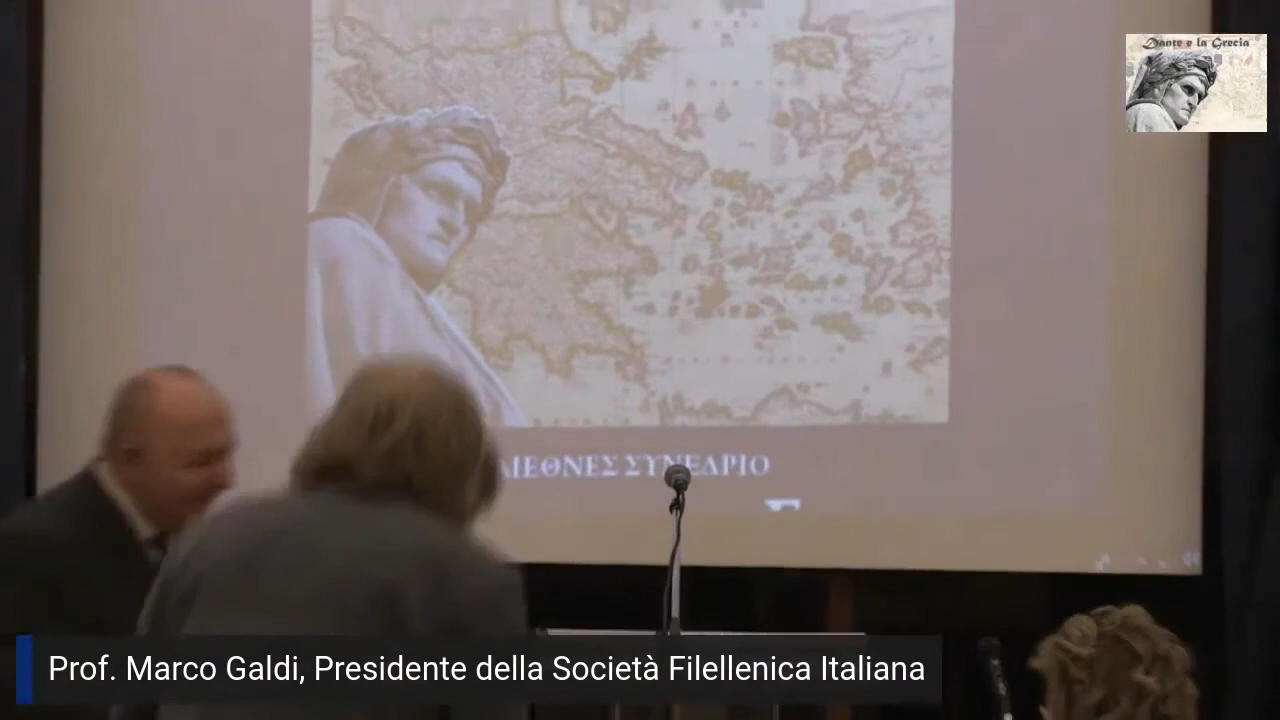 Dante e la Grecia
ΔΙΕΘΝΕΣ ΣΥΝΕΔΡΙΟ
Prof. Marco Galdi, Presidente della Società Filellenica Italiana